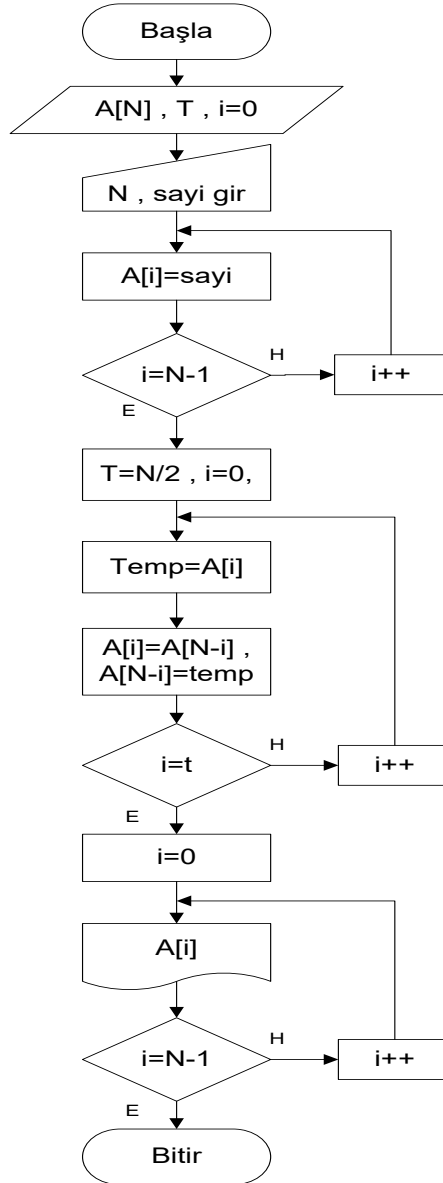 Başla
A[N] , T , i=0
N , sayi gir
A[i]=sayi
i=N-1
H
i++
E
T=N/2 , i=0,
Temp=A[i]
A[i]=A[N-i] ,
A[N-i]=temp
i=t
H
i++
E
i=0
A[i]
i=N-1
H
i++
E
Bitir